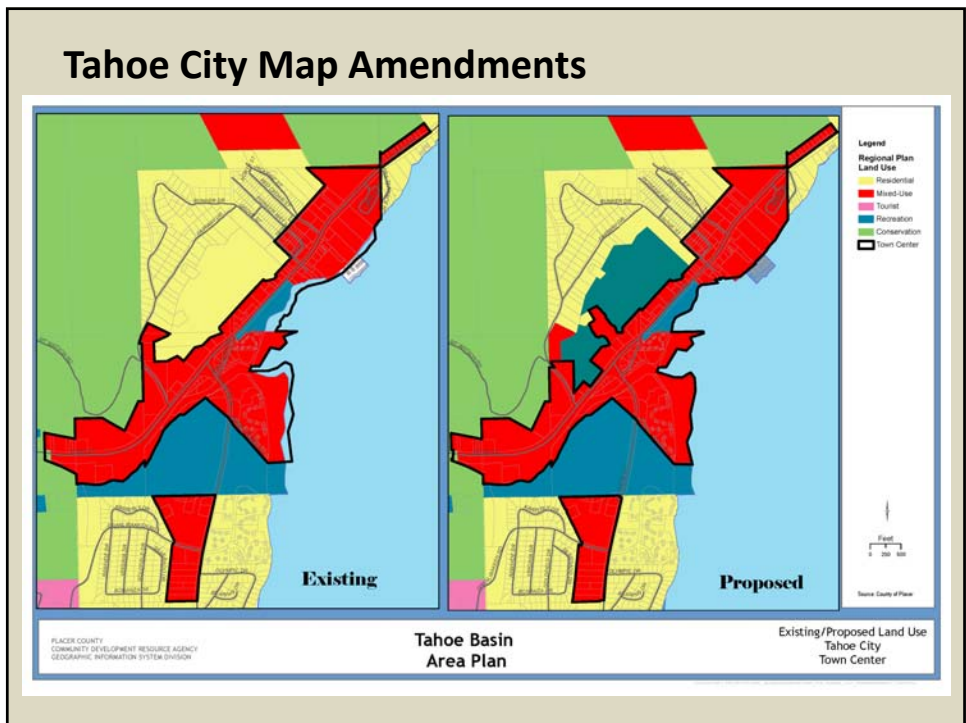 Tahoe City Map Amendments
Existing
Proposed
Legend
Regional Plan
Land Use
Residential
Mixed-Use
Tourist
Recreation
Conservation
Town Center
Feet
0 250 500
Source: County of Placer
PLACER COUNTY
COMMUNITY DEVELOPMENT RESOURCE AGENCY
GEOGRAPHIC INFORMATION SYSTEM DIVISION
Tahoe Basin
Area Plan
Existing/Proposed Land Use
Tahoe City
Town Center